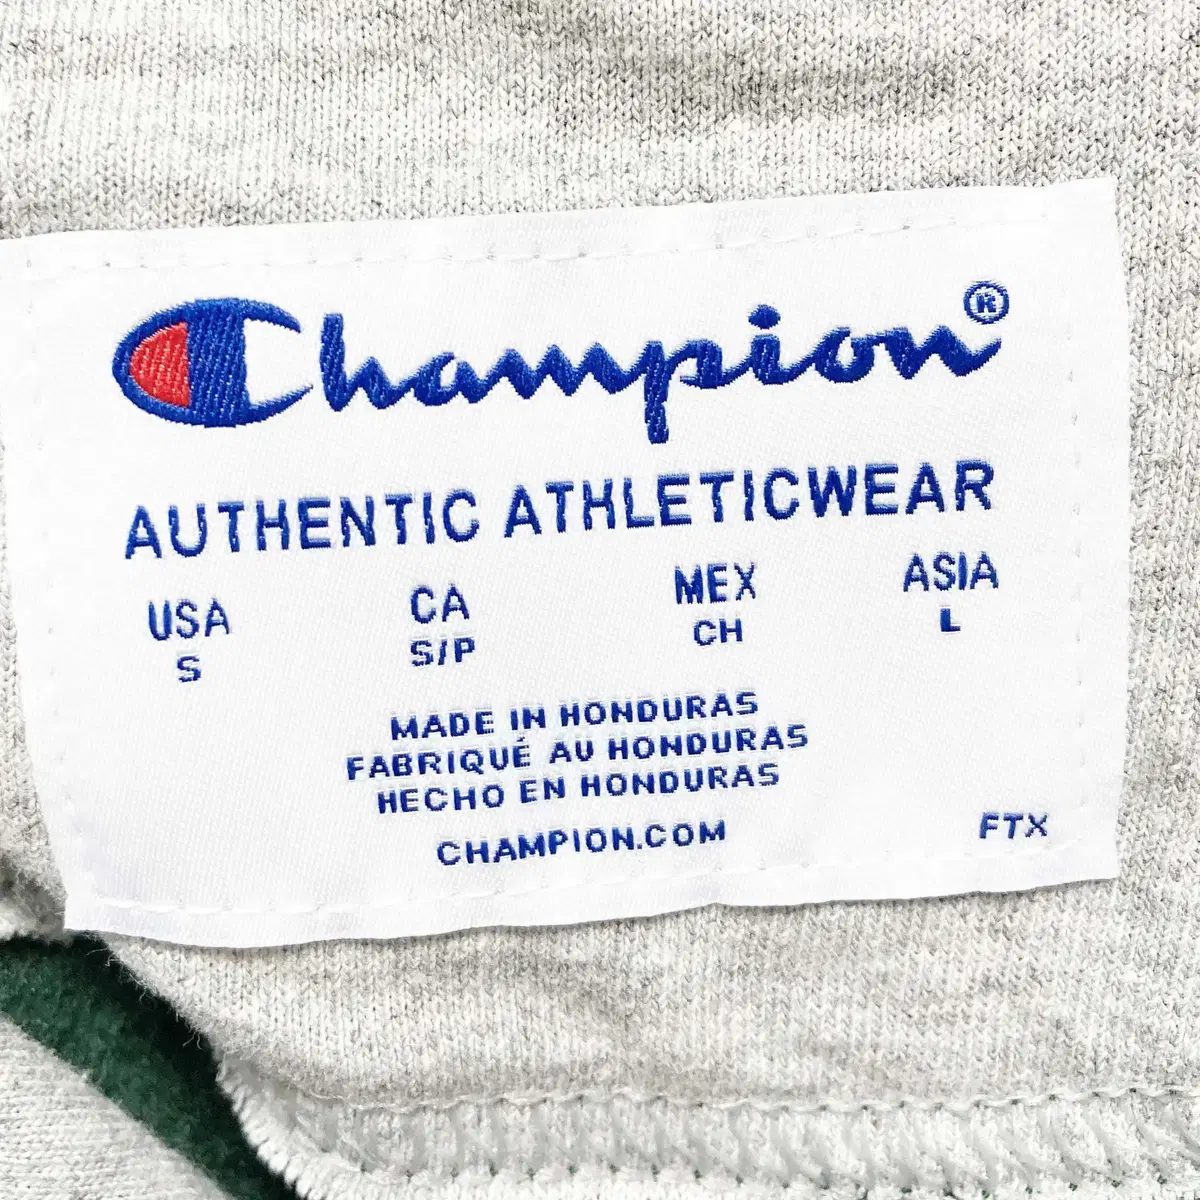 Champion®
AUTHENTIC ATHLETICWEAR
USA CA MEX ASIA
S S/P CH L
MADE IN HONDURAS
FABRIQUÉ AU HONDURAS
HECHO EN HONDURAS
CHAMPION.COM
FTX